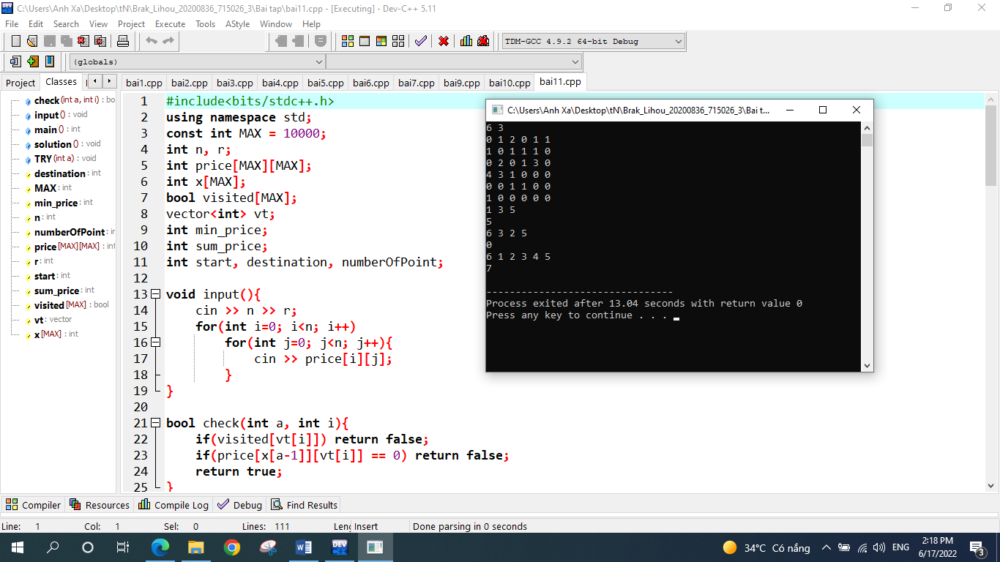 C:\Users\Anh Xa\Desktop\tN\Brak_Lihou_20200836_715026_3\Bai tap\bai11.cpp - [Executing] - Dev-C++ 5.11
File Edit Search View Project Execute Tools AStyle Window Help
TDM-GCC 4.9.2 64-bit Debug
(globals)
Project Classes
bai1.cpp bai2.cpp bai3.cpp bai4.cpp bai5.cpp bai6.cpp bai7.cpp bai9.cpp bai10.cpp bai11.cpp
check (int a, int i) : bo
input () : void
main () : int
solution () : void
TRY (int a) : void
destination : int
MAX : int
min_price : int
n : int
numberOfPoint : ir
price [MAX][MAX] : int
r : int
start : int
sum_price : int
visited [MAX] : bool
vt : vector
x [MAX] : int
1 #include<bits/stdc++.h>
2 using namespace std;
3 const int MAX = 10000;
4 int n, r;
5 int price[MAX][MAX];
6 int x[MAX];
7 bool visited[MAX];
8 vector<int> vt;
9 int min_price;
10 int sum_price;
11 int start, destination, numberOfPoint;
12
13 void input(){
14 cin >> n >> r;
15 for(int i=0; i<n; i++)
16 for(int j=0; j<n; j++){
17 cin >> price[i][j];
18 }
19 }
20
21 bool check(int a, int i){
22 if(visited[vt[i]]) return false;
23 if(price[x[a-1]][vt[i]] == 0) return false;
24 return true;
25 }
C:\Users\Anh Xa\Desktop\tN\Brak_Lihou_20200836_715026_3\Bai t...
6 3
0 1 2 0 1 1
1 0 1 1 1 0
0 2 0 1 3 0
4 3 1 0 0 0
0 0 1 1 0 0
1 0 0 0 0 0
1 3 5
5
6 3 2 5
0
6 1 2 3 4 5
7
--------------------------------
Process exited after 13.04 seconds with return value 0
Press any key to continue . . .
Compiler Resources Compile Log Debug Find Results
Line: 1 Col: 1 Sel: 0 Lines: 111 Leng Insert Done parsing in 0 seconds
34°C Có nắng ENG 2:18 PM
6/17/2022
3